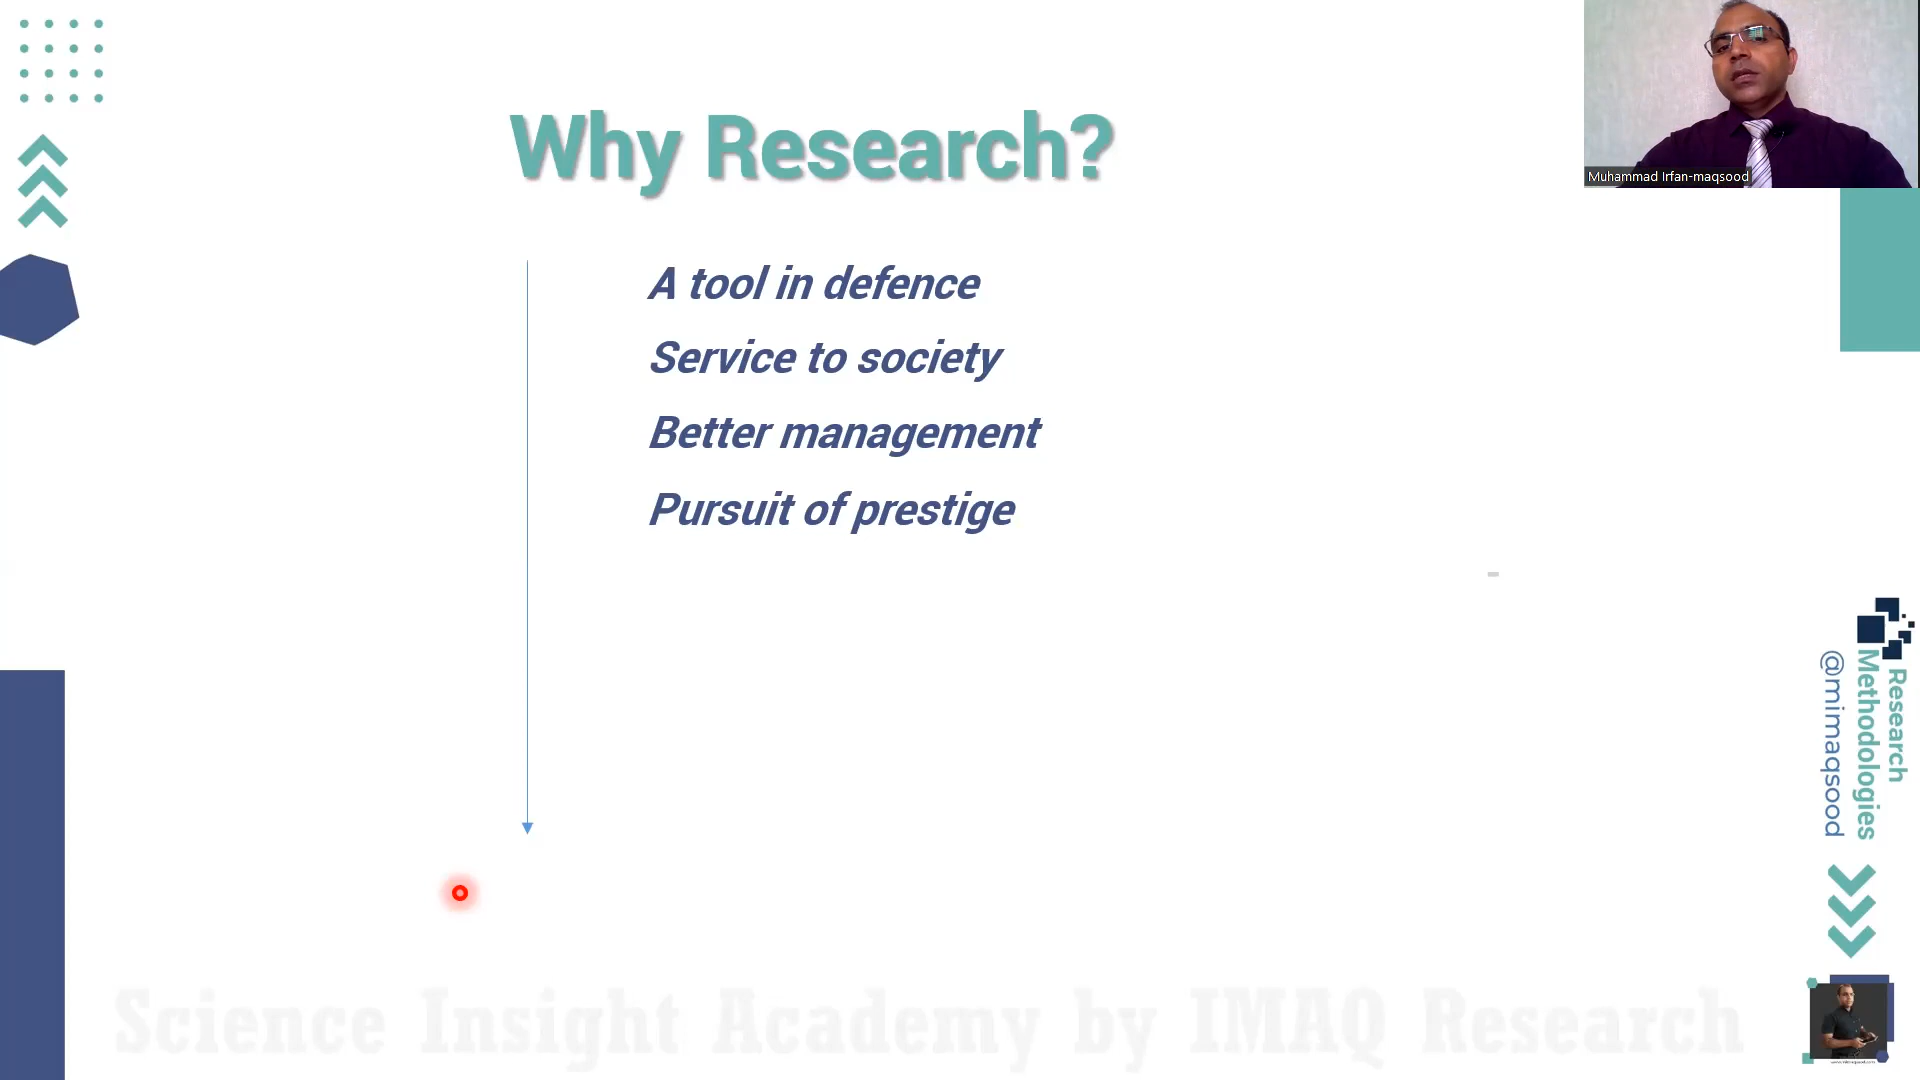 Why Research?
Muhammad Irfan-maqsood
A tool in defence
Service to society
Better management
Pursuit of prestige
Research
Methodologies
@mimaqsood
Science Insight Academy by IMAQ Research